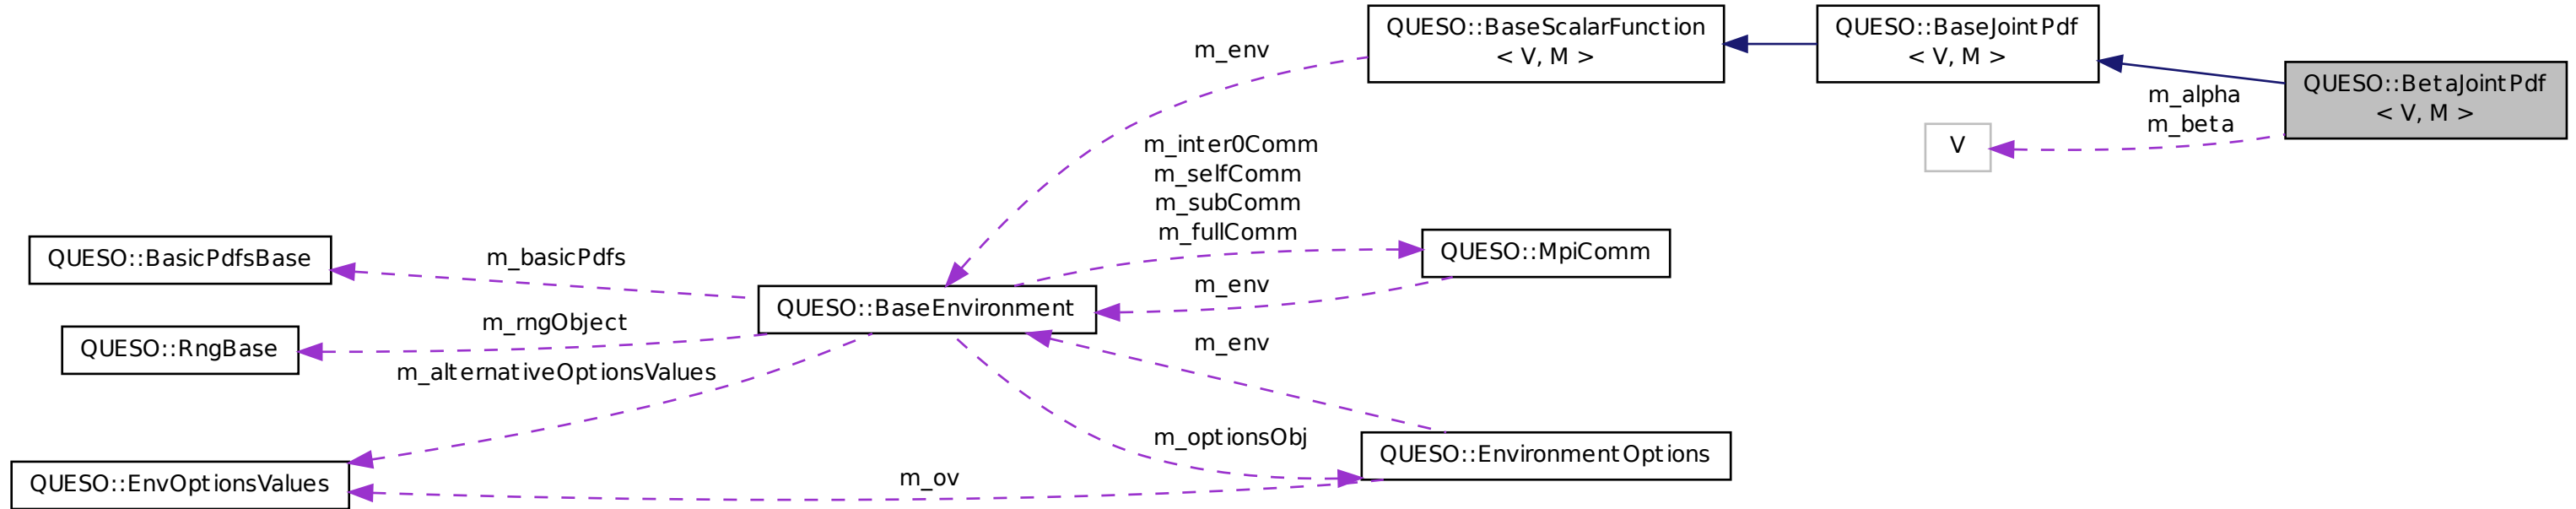 QUESO::BaseScalarFunction
< V, M >
QUESO::BaseJointPdf
< V, M >
QUESO::BetaJointPdf
< V, M >
m_env
m_alpha
m_beta
V
m_inter0Comm
m_selfComm
m_subComm
m_fullComm
QUESO::MpiComm
QUESO::BasicPdfsBase
m_basicPdfs
QUESO::BaseEnvironment
m_env
QUESO::RngBase
m_rngObject
m_env
m_alternativeOptionsValues
m_optionsObj
QUESO::EnvironmentOptions
QUESO::EnvOptionsValues
m_ov